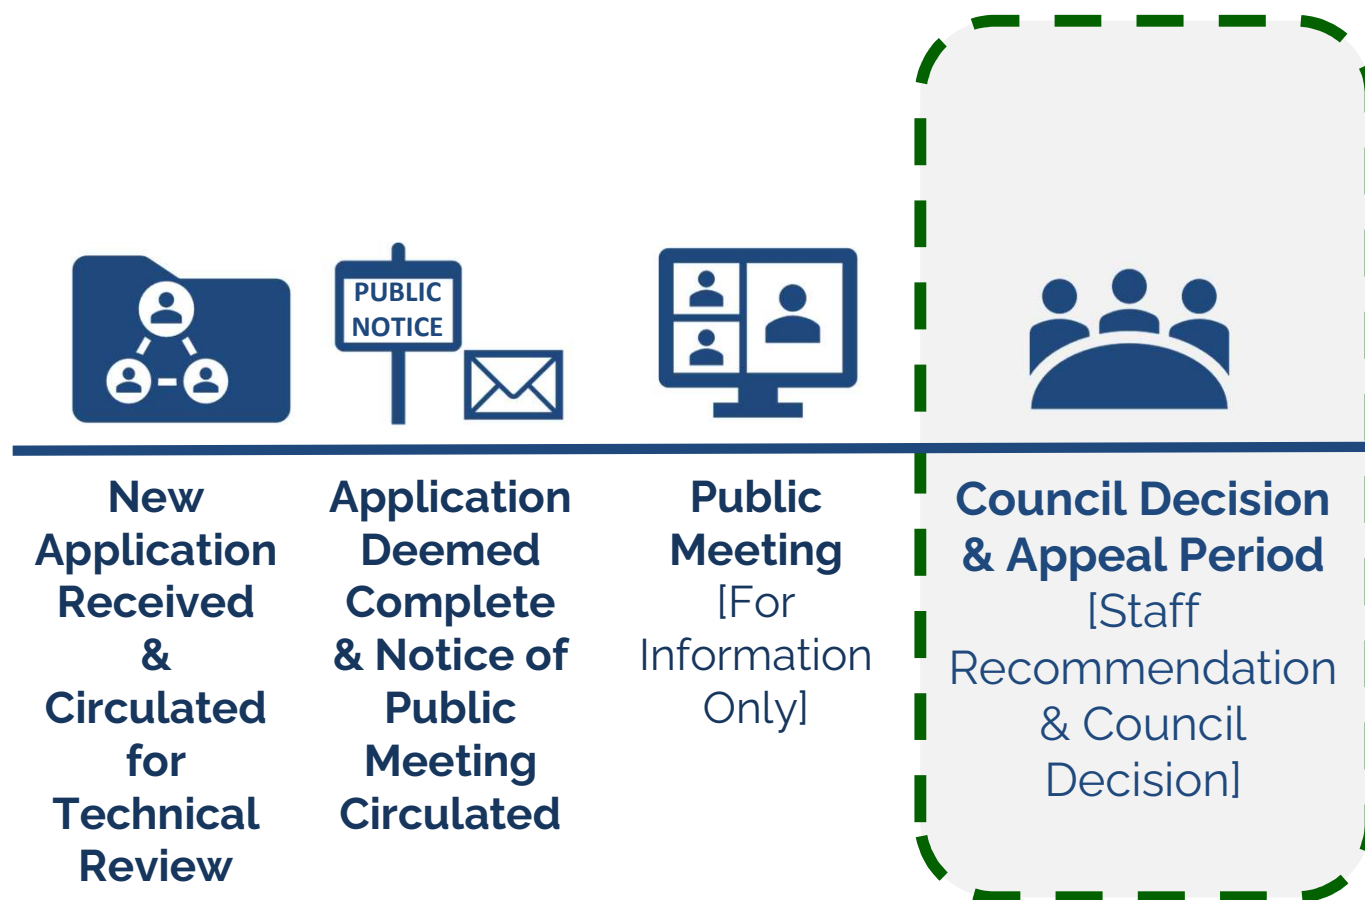 PUBLIC
NOTICE
New
Application
Received
&
Circulated
for
Technical
Review
Application
Deemed
Complete
& Notice of
Public
Meeting
Circulated
Public
Meeting
[For
Information
Only]
Council Decision
& Appeal Period
[Staff
Recommendation
& Council
Decision]